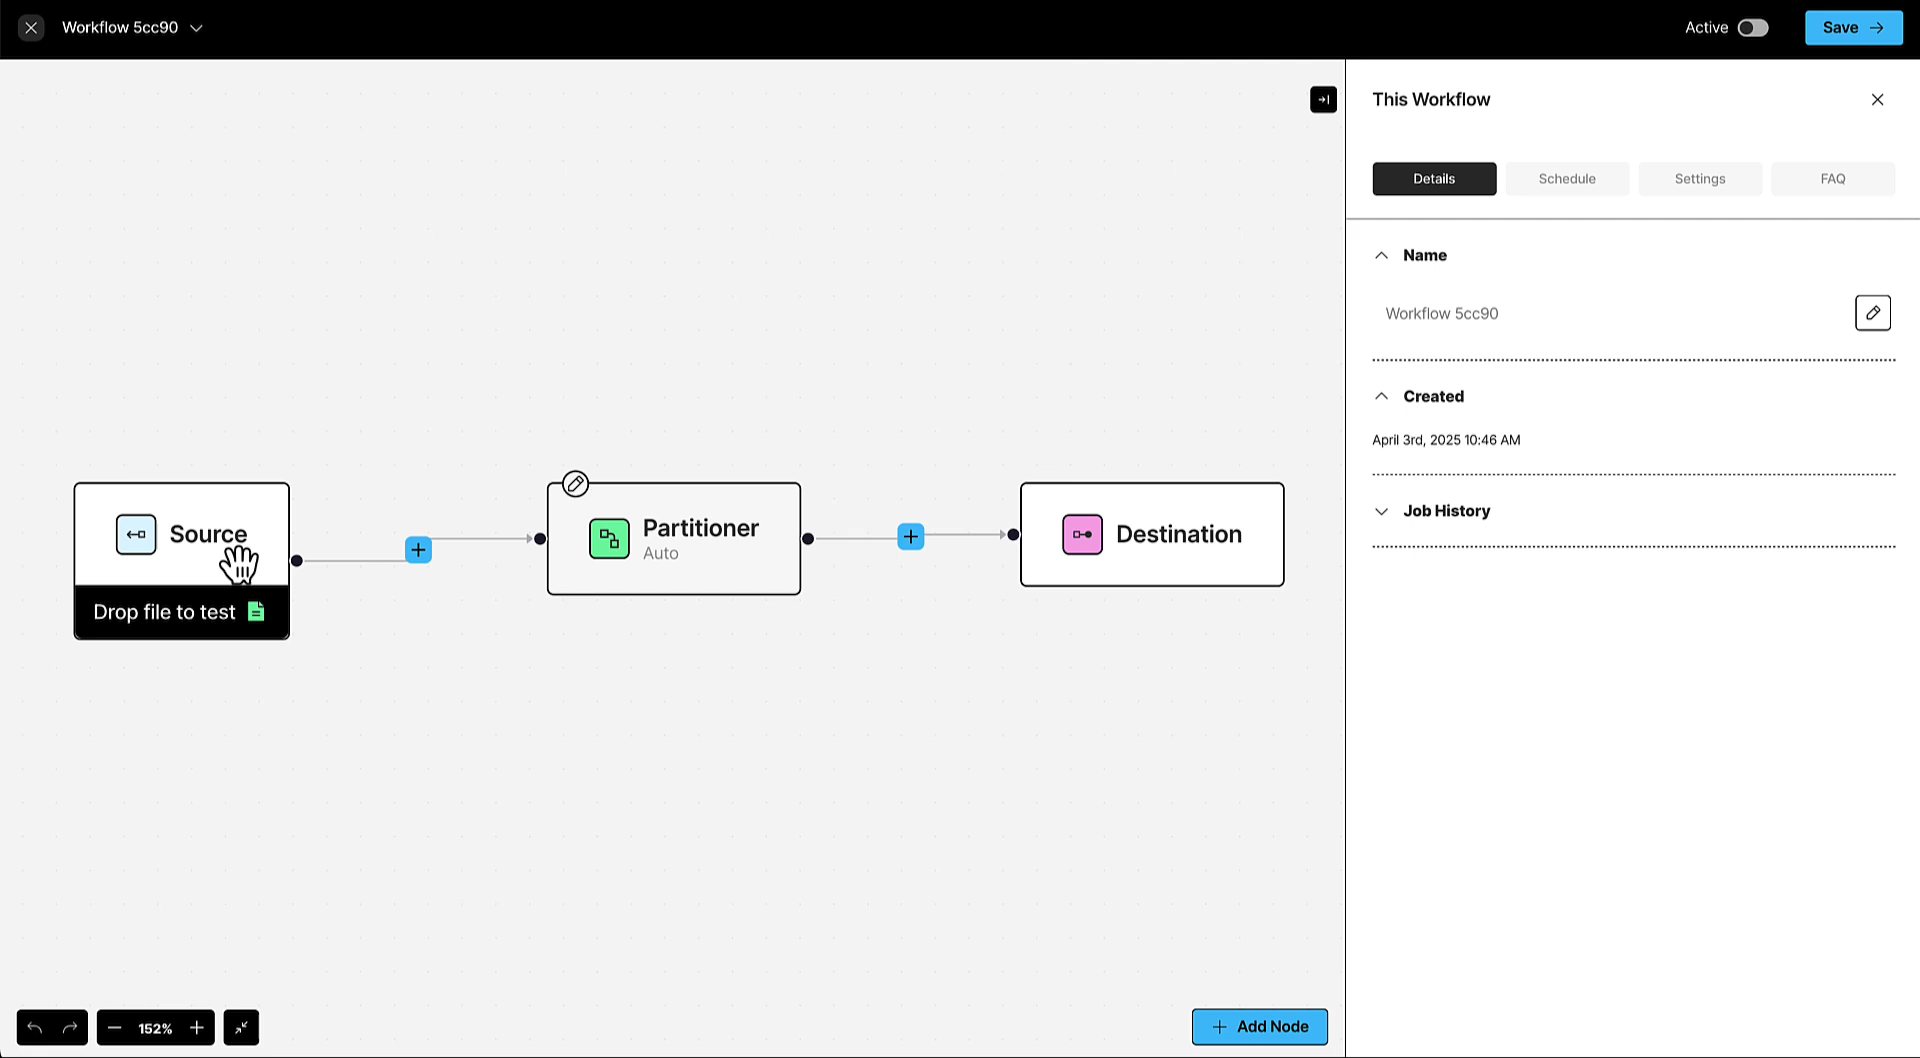 Workflow 5cc90
Active
Save
This Workflow
Details
Schedule
Settings
FAQ
Name
Workflow 5cc90
Created
April 3rd, 2025 10:46 AM
Job History
Source
Drop file to test
Partitioner
Auto
Destination
152%
Add Node